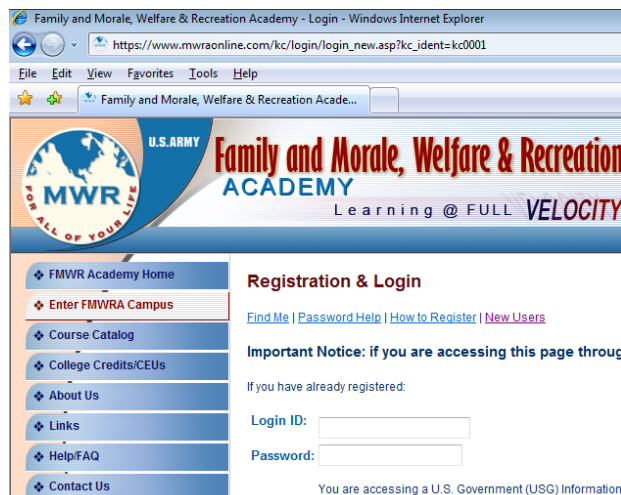 Family and Morale, Welfare & Recreation Academy - Login - Windows Internet Explorer
https://www.mwraonline.com/kc/login/login_new.asp?kc_ident=kc0001
File Edit View Favorites Tools Help
Family and Morale, Welfare & Recreation Acade...
U.S.ARMY
MWR
FOR ALL OF YOUR LIFE
Family and Morale, Welfare & Recreation
ACADEMY
Learning @ FULL VELOCITY
FMWR Academy Home
Enter FMWRA Campus
Course Catalog
College Credits/CEUs
About Us
Links
Help/FAQ
Contact Us
Registration & Login
Find Me | Password Help | How to Register | New Users
Important Notice: if you are accessing this page throug
If you have already registered:
Login ID:
Password:
You are accessing a U.S. Government (USG) Information